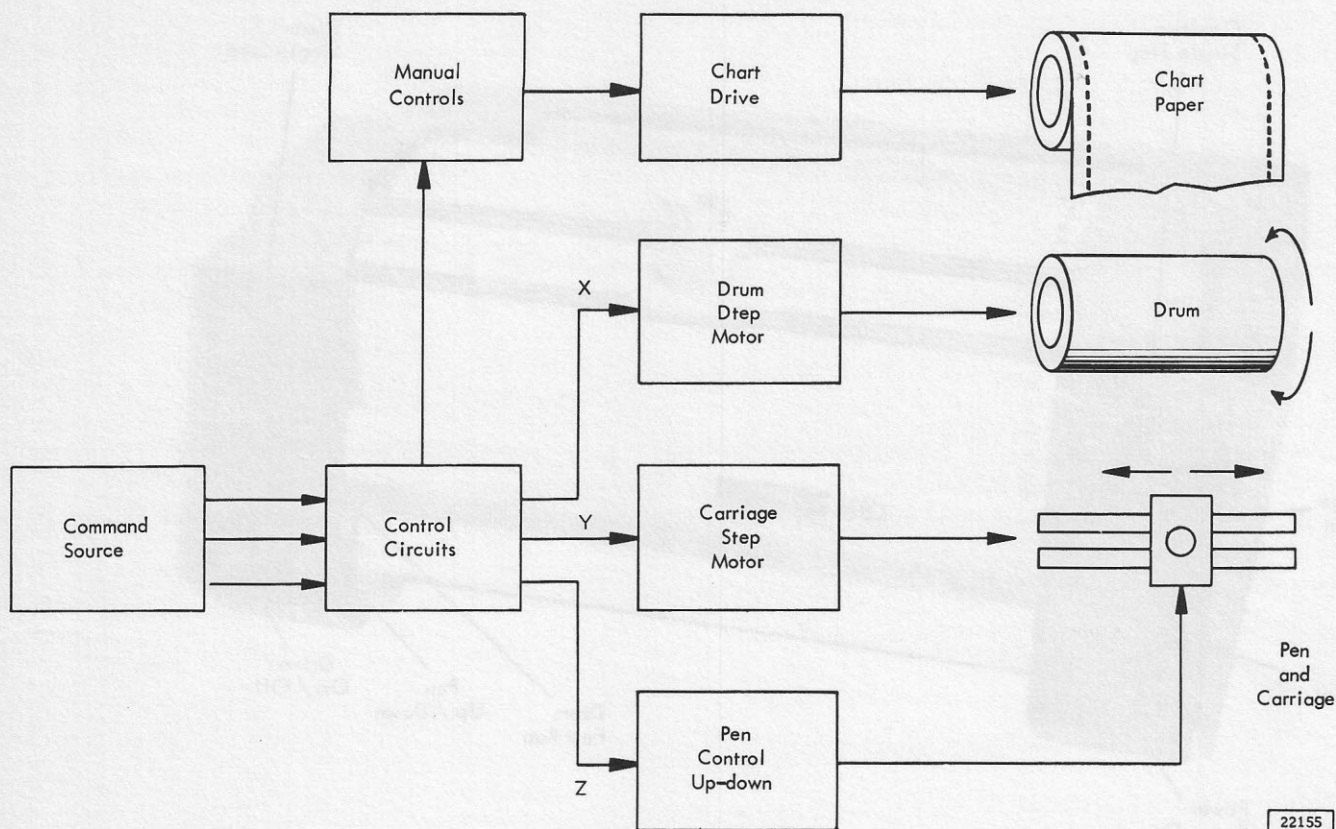 Manual
Controls
Chart
Drive
Chart
Paper
X
Drum
Dtep
Motor
Drum
Command
Source
Control
Circuits
Y
Carriage
Step
Motor
Pen
and
Carriage
Z
Pen
Control
Up-down
22155